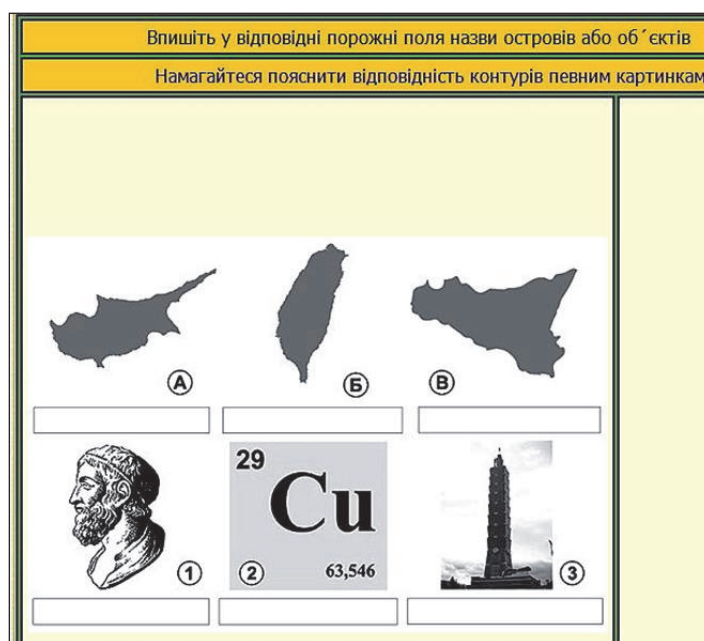 Впишіть у відповідні порожні поля назви островів або об´єктів
Намагайтеся пояснити відповідність контурів певним картинкам
А
Б
В
29
Cu
63,546
1
2
3